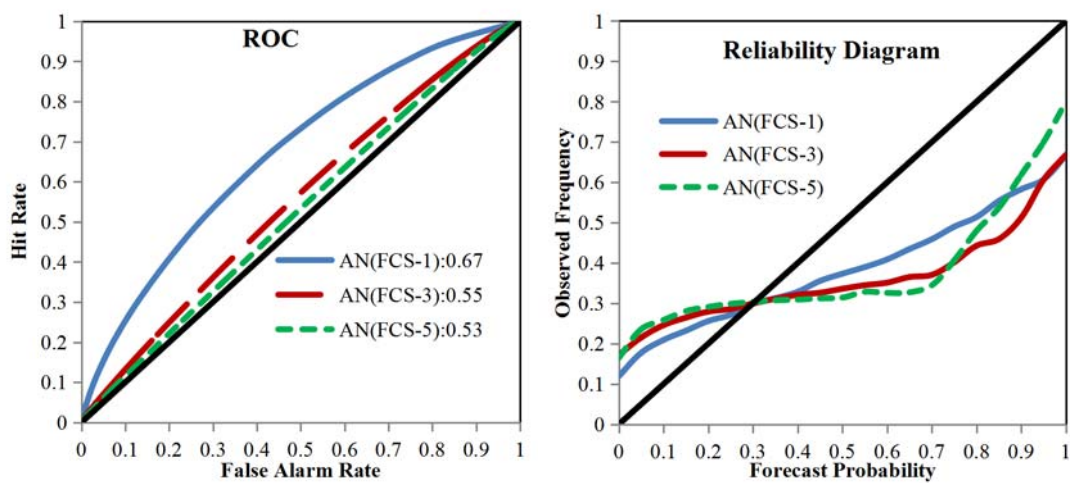 ROC
1
0.9
0.8
0.7
0.6
0.5
0.4
0.3
0.2
0.1
0
Hit Rate
AN(FCS-1):0.67
AN(FCS-3):0.55
AN(FCS-5):0.53
0 0.1 0.2 0.3 0.4 0.5 0.6 0.7 0.8 0.9 1
False Alarm Rate
Reliability Diagram
1
0.9
0.8
0.7
0.6
0.5
0.4
0.3
0.2
0.1
0
Observed Frequency
AN(FCS-1)
AN(FCS-3)
AN(FCS-5)
0 0.1 0.2 0.3 0.4 0.5 0.6 0.7 0.8 0.9 1
Forecast Probability